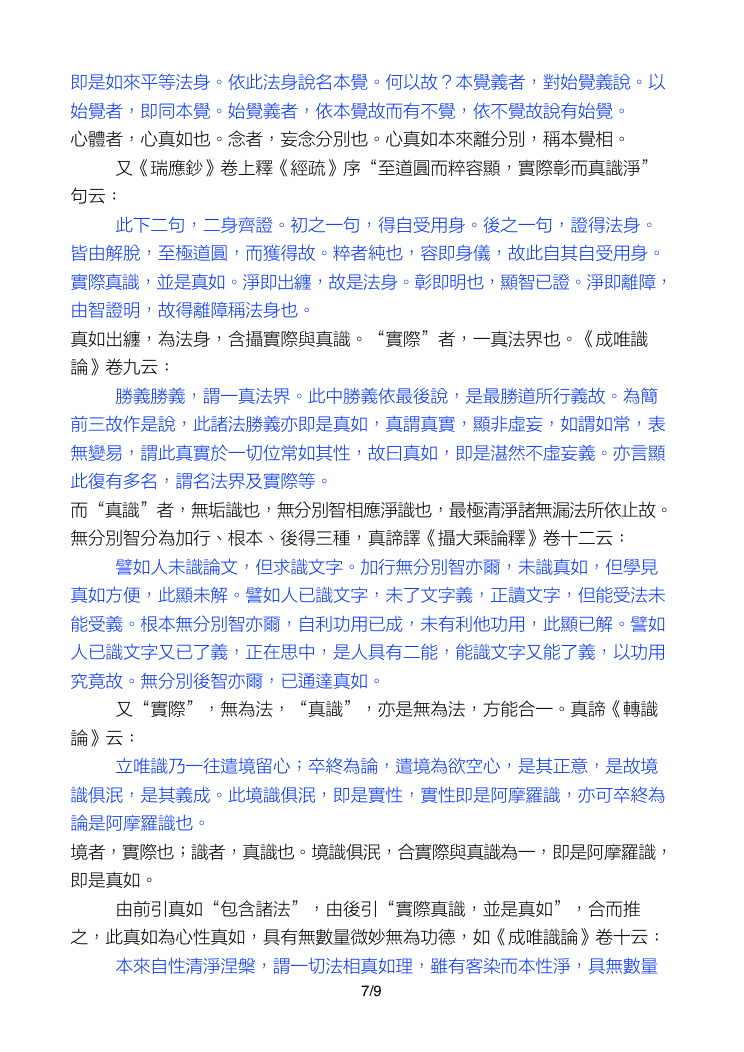 即是如來平等法身。依此法身說名本覺。何以故？本覺義者，對始覺義說。以
始覺者，即同本覺。始覺義者，依本覺故而有不覺，依不覺故說有始覺。
心體者，心真如也。念者，妄念分別也。心真如本來離分別，稱本覺相。
又《瑞應鈔》卷上釋《經疏》序“至道圓而粹容顯，實際彰而真識淨”
句云：
此下二句，二身齊證。初之一句，得自受用身。後之一句，證得法身。
皆由解脫，至極道圓，而獲得故。粹者純也，容即身儀，故此自其自受用身。
實際真識，並是真如。淨即出纏，故是法身。彰即明也，顯智已證。淨即離障，
由智證明，故得離障稱法身也。
真如出纏，為法身，含攝實際與真識。“實際”者，一真法界也。《成唯識
論》卷九云：
勝義勝義，謂一真法界。此中勝義依最後說，是最勝道所行義故。為簡
前三故作是說，此諸法勝義亦即是真如，真謂真實，顯非虛妄，如謂如常，表
無變易，謂此真實於一切位常如其性，故曰真如，即是湛然不虛妄義。亦言顯
此復有多名，謂名法界及實際等。
而“真識”者，無垢識也，無分別智相應淨識也，最極清淨諸無漏法所依止故。
無分別智分為加行、根本、後得三種，真諦譯《攝大乘論釋》卷十二云：
譬如人未識論文，但求識文字。加行無分別智亦爾，未識真如，但學見
真如方便，此顯未解。譬如人已識文字，未了文字義，正讀文字，但能受法未
能受義。根本無分別智亦爾，自利功用已成，未有利他功用，此顯已解。譬如
人已識文字又已了義，正在思中，是人具有二能，能識文字又能了義，以功用
究竟故。無分別後智亦爾，已通達真如。
又“實際”，無為法，“真識”，亦是無為法，方能合一。真諦《轉識
論》云：
立唯識乃一往遣境留心；卒終為論，遣境為欲空心，是其正意，是故境
識俱泯，是其義成。此境識俱泯，即是實性，實性即是阿摩羅識，亦可卒終為
論是阿摩羅識也。
境者，實際也；識者，真識也。境識俱泯，合實際與真識為一，即是阿摩羅識，
即是真如。
由前引真如“包含諸法”，由後引“實際真識，並是真如”，合而推
之，此真如為心性真如，具有無數量微妙無為功德，如《成唯識論》卷十云：
本來自性清淨涅槃，謂一切法相真如理，雖有客染而本性淨，具無數量
7/9